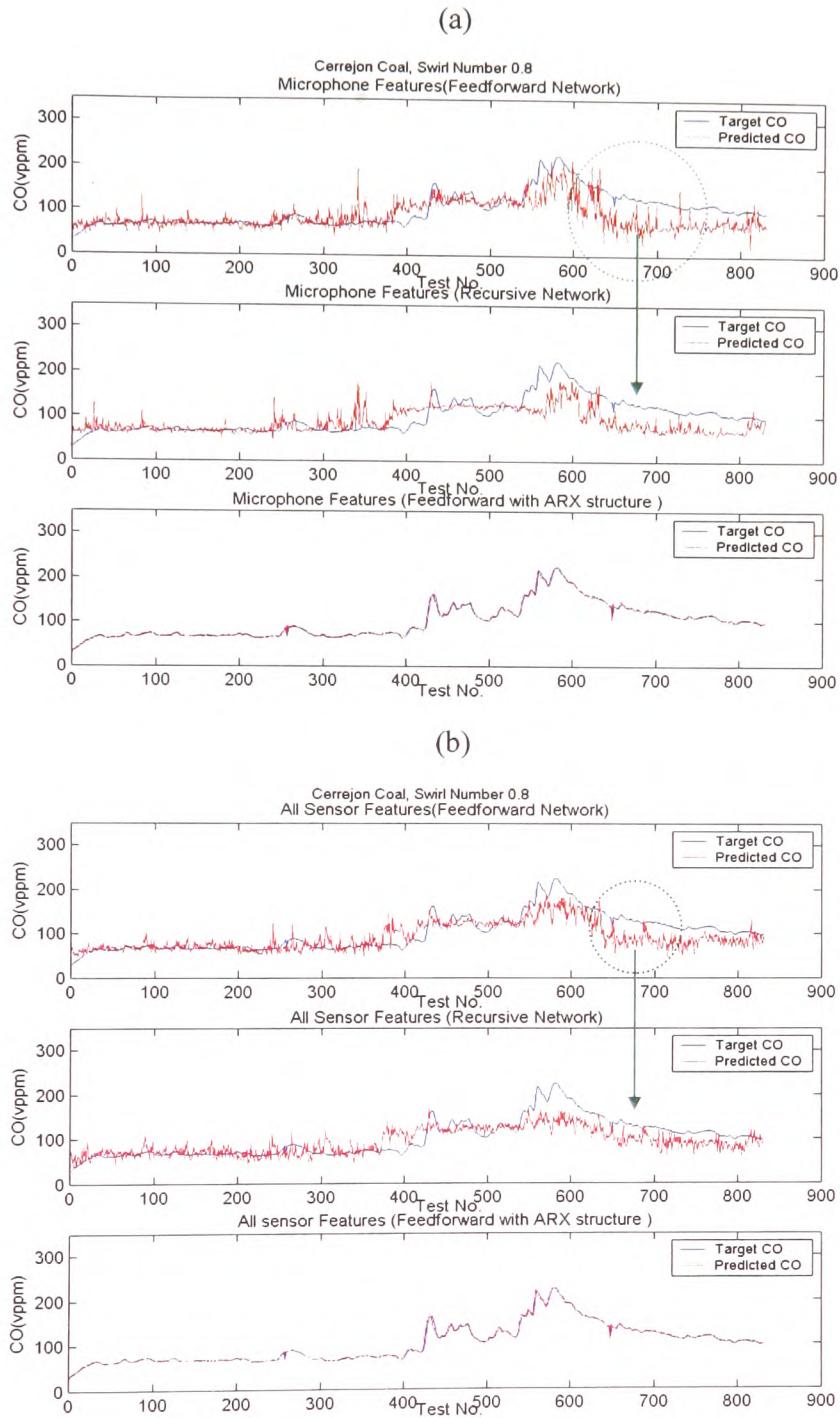 (a)
Cerrejon Coal, Swirl Number 0.8
Microphone Features(Feedforward Network)
CO(vppm)
300
200
100
0
Target CO
Predicted CO
0 100 200 300 400 500 600 700 800 900
Test No.
Microphone Features (Recursive Network)
CO(vppm)
300
200
100
0
Target CO
Predicted CO
0 100 200 300 400 500 600 700 800 900
Test No.
Microphone Features (Feedforward with ARX structure )
CO(vppm)
300
200
100
0
Target CO
Predicted CO
0 100 200 300 400 500 600 700 800 900
Test No.
(b)
Cerrejon Coal, Swirl Number 0.8
All Sensor Features(Feedforward Network)
CO(vppm)
300
200
100
0
Target CO
Predicted CO
0 100 200 300 400 500 600 700 800 900
Test No.
All Sensor Features (Recursive Network)
CO(vppm)
300
200
100
0
Target CO
Predicted CO
0 100 200 300 400 500 600 700 800 900
Test No.
All sensor Features (Feedforward with ARX structure )
CO(vppm)
300
200
100
0
Target CO
Predicted CO
0 100 200 300 400 500 600 700 800 900
Test No.